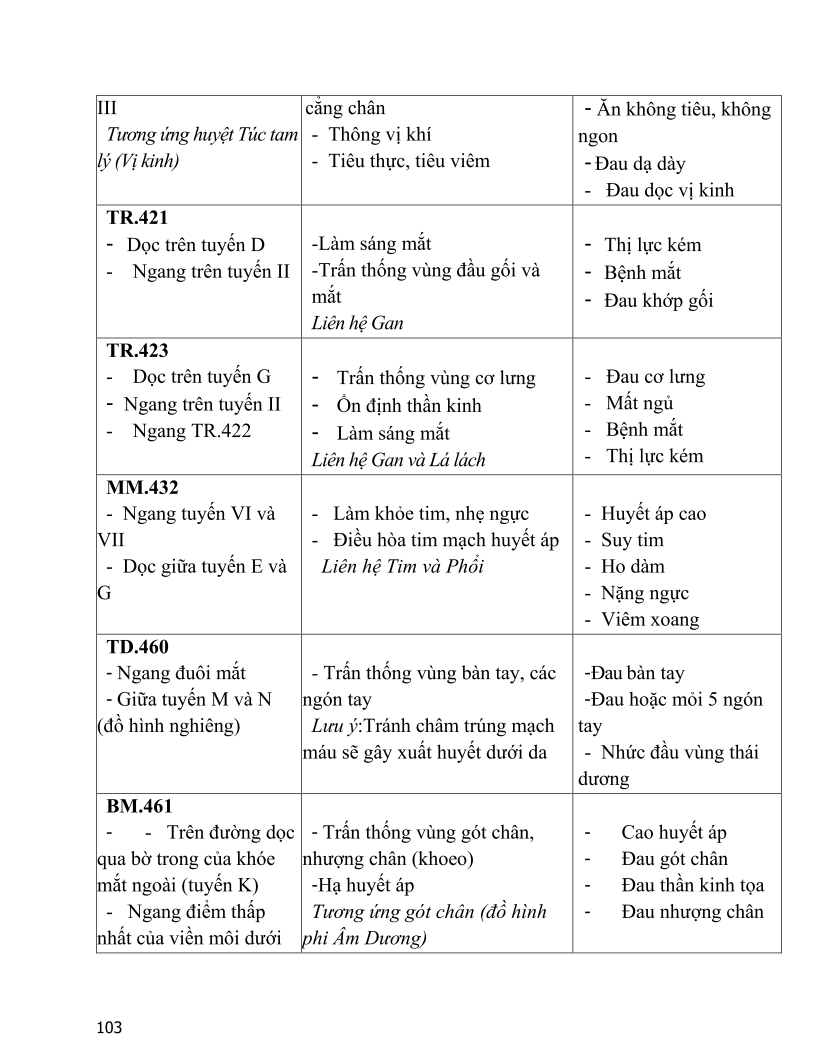 III
Tương ứng huyệt Túc tam
lý (Vị kinh)
cẳng chân
- Thông vị khí
- Tiêu thực, tiêu viêm
- Ăn không tiêu, không
ngon
- Đau dạ dày
- Đau dọc vị kinh
TR.421
- Dọc trên tuyến D
- Ngang trên tuyến II
-Làm sáng mắt
-Trấn thống vùng đầu gối và
mắt
Liên hệ Gan
- Thị lực kém
- Bệnh mắt
- Đau khớp gối
TR.423
- Dọc trên tuyến G
- Ngang trên tuyến II
- Ngang TR.422
- Trấn thống vùng cơ lưng
- Ổn định thần kinh
- Làm sáng mắt
Liên hệ Gan và Lá lách
- Đau cơ lưng
- Mất ngủ
- Bệnh mắt
- Thị lực kém
MM.432
- Ngang tuyến VI và
VII
- Dọc giữa tuyến E và
G
- Làm khỏe tim, nhẹ ngực
- Điều hòa tim mạch huyết áp
Liên hệ Tim và Phổi
- Huyết áp cao
- Suy tim
- Ho dàm
- Nặng ngực
- Viêm xoang
TD.460
- Ngang đuôi mắt
- Giữa tuyến M và N
(đồ hình nghiêng)
- Trấn thống vùng bàn tay, các
ngón tay
Lưu ý:Tránh châm trúng mạch
máu sẽ gây xuất huyết dưới da
-Đau bàn tay
-Đau hoặc mỏi 5 ngón
tay
- Nhức đầu vùng thái
dương
BM.461
- - Trên đường dọc
qua bờ trong của khóe
mắt ngoài (tuyến K)
- Ngang điểm thấp
nhất của viền môi dưới
- Trấn thống vùng gót chân,
nhượng chân (khoeo)
-Hạ huyết áp
Tương ứng gót chân (đồ hình
phi Âm Dương)
- Cao huyết áp
- Đau gót chân
- Đau thần kinh tọa
- Đau nhượng chân
103